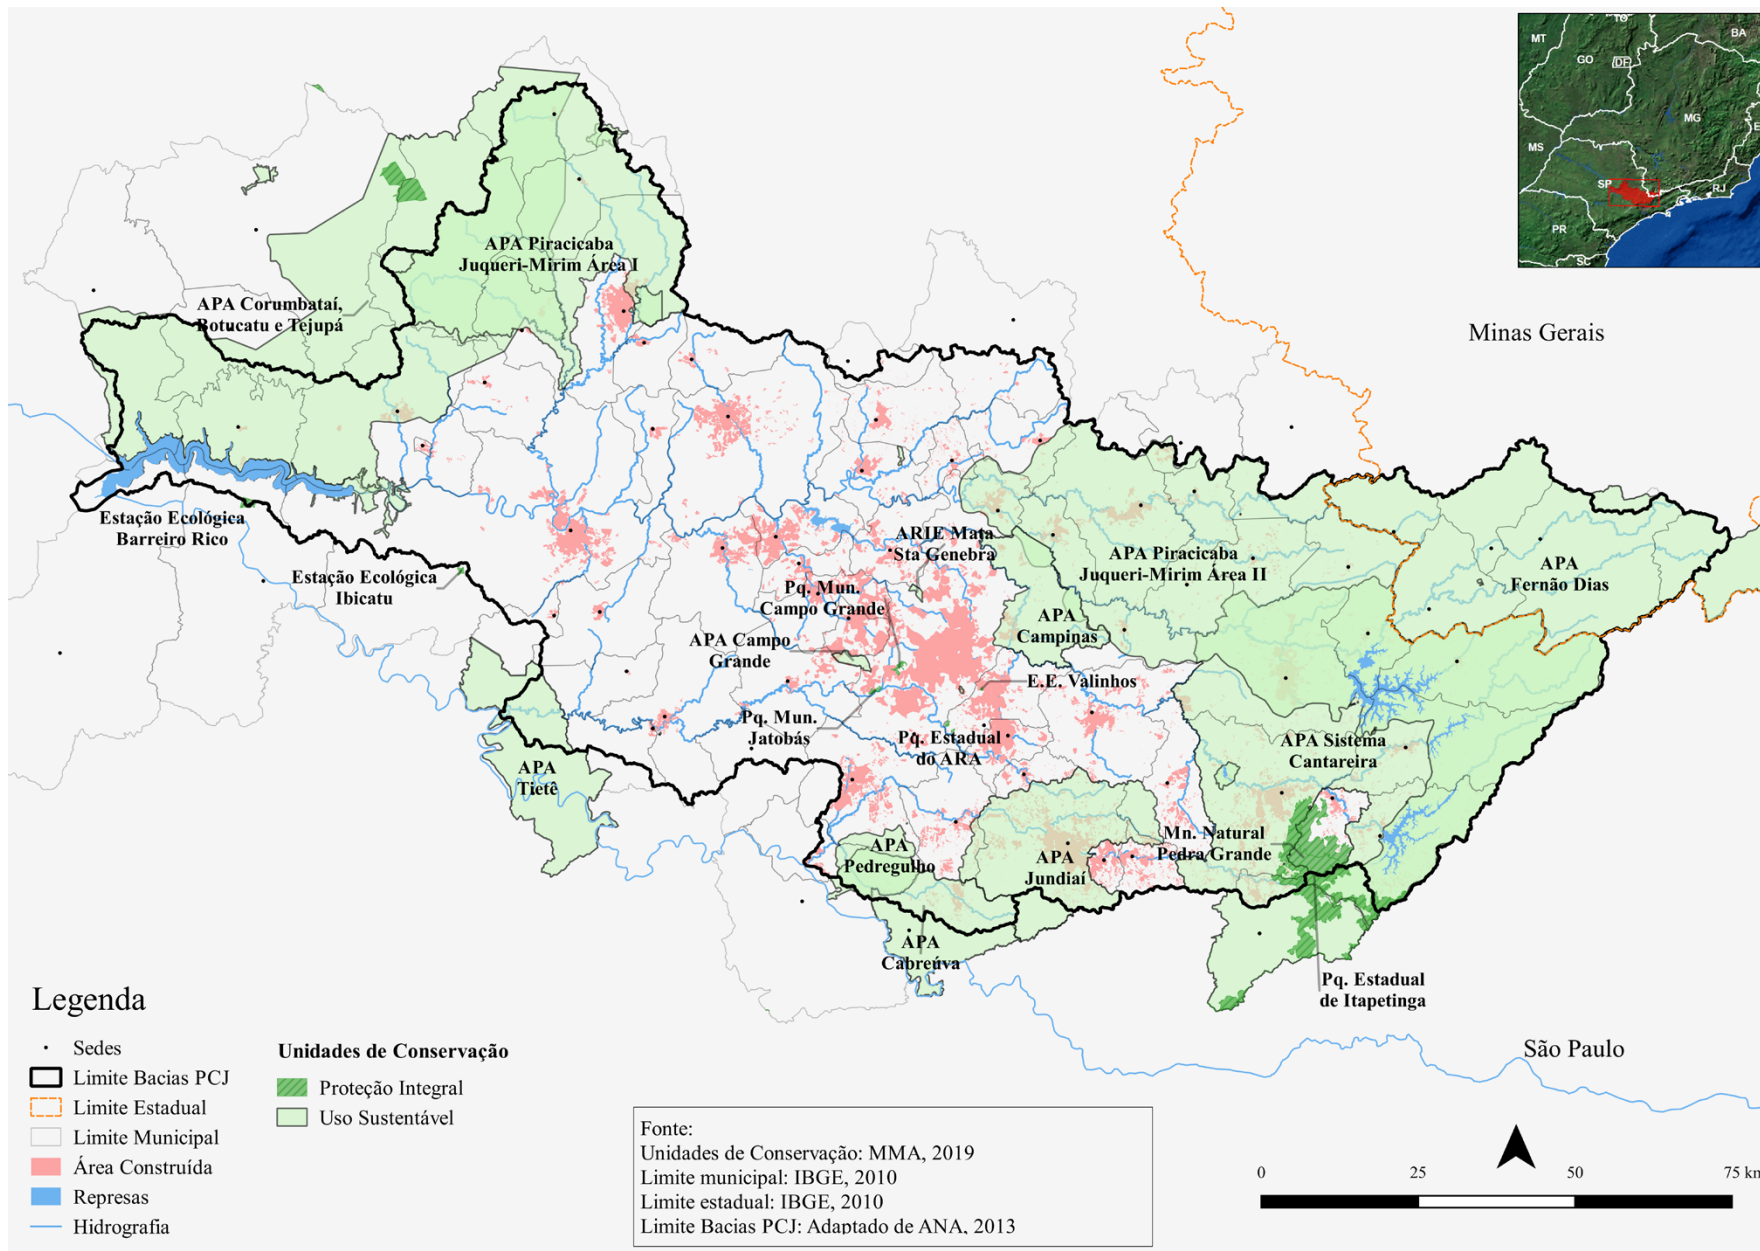 TO
BA
MT
GO
DF
MG
E
MS
SP
RJ
PR
SC
APA Piracicaba
Juqueri-Mirim Área I
APA Corumbataí,
Botucatu e Tejupá
Minas Gerais
Estação Ecológica
Barreiro Rico
Estação Ecológica
Ibicatu
ARIE Mata
Sta Genebra
APA Piracicaba
Juqueri-Mirim Área II
APA
Fernão Dias
Pq. Mun.
Campo Grande
APA
Campinas
APA Campo
Grande
E.E. Valinhos
Pq. Mun.
Jatobás
Pq. Estadual
do ARA
APA Sistema
Cantareira
APA
Tietê
Mn. Natural
Pedra Grande
APA
Pedregulho
APA
Jundiaí
APA
Cabreúva
Pq. Estadual
de Itapetinga
São Paulo
Legenda
Sedes
Limite Bacias PCJ
Limite Estadual
Limite Municipal
Área Construída
Represas
Hidrografia
Unidades de Conservação
Proteção Integral
Uso Sustentável
Fonte:
Unidades de Conservação: MMA, 2019
Limite municipal: IBGE, 2010
Limite estadual: IBGE, 2010
Limite Bacias PCJ: Adaptado de ANA, 2013
0 25 50 75 km